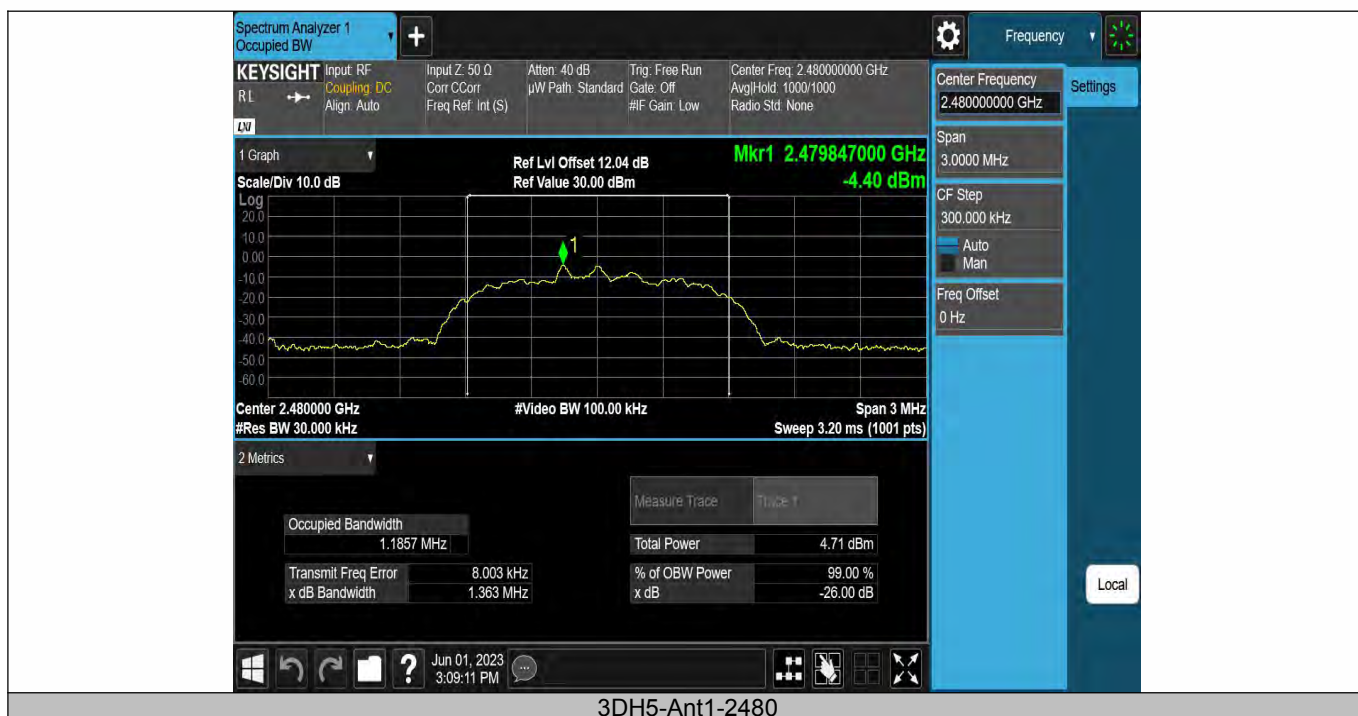 Spectrum Analyzer 1
Occupied BW
+
Frequency
KEYSIGHT
RL
LXI
Input: RF
Coupling: DC
Align: Auto
Input Z: 50 Ω
Corr CCorr
Freq Ref: Int (S)
Atten: 40 dB
µW Path: Standard
Trig: Free Run
Gate: Off
#IF Gain: Low
Center Freq: 2.480000000 GHz
Avg|Hold: 1000/1000
Radio Std: None
Center Frequency
2.480000000 GHz
Settings
Span
3.0000 MHz
CF Step
300.000 kHz
Auto
Man
Freq Offset
0 Hz
1 Graph
Scale/Div 10.0 dB
Ref Lvl Offset 12.04 dB
Ref Value 30.00 dBm
Mkr1 2.479847000 GHz
-4.40 dBm
Log
20.0
10.0
0.00
-10.0
-20.0
-30.0
-40.0
-50.0
-60.0
1
Center 2.480000 GHz
#Res BW 30.000 kHz
#Video BW 100.00 kHz
Span 3 MHz
Sweep 3.20 ms (1001 pts)
2 Metrics
Measure Trace
Trace 1
Occupied Bandwidth
1.1857 MHz
Total Power
4.71 dBm
Transmit Freq Error
8.003 kHz
% of OBW Power
99.00 %
x dB Bandwidth
1.363 MHz
x dB
-26.00 dB
Local
?
Jun 01, 2023
3:09:11 PM
3DH5-Ant1-2480